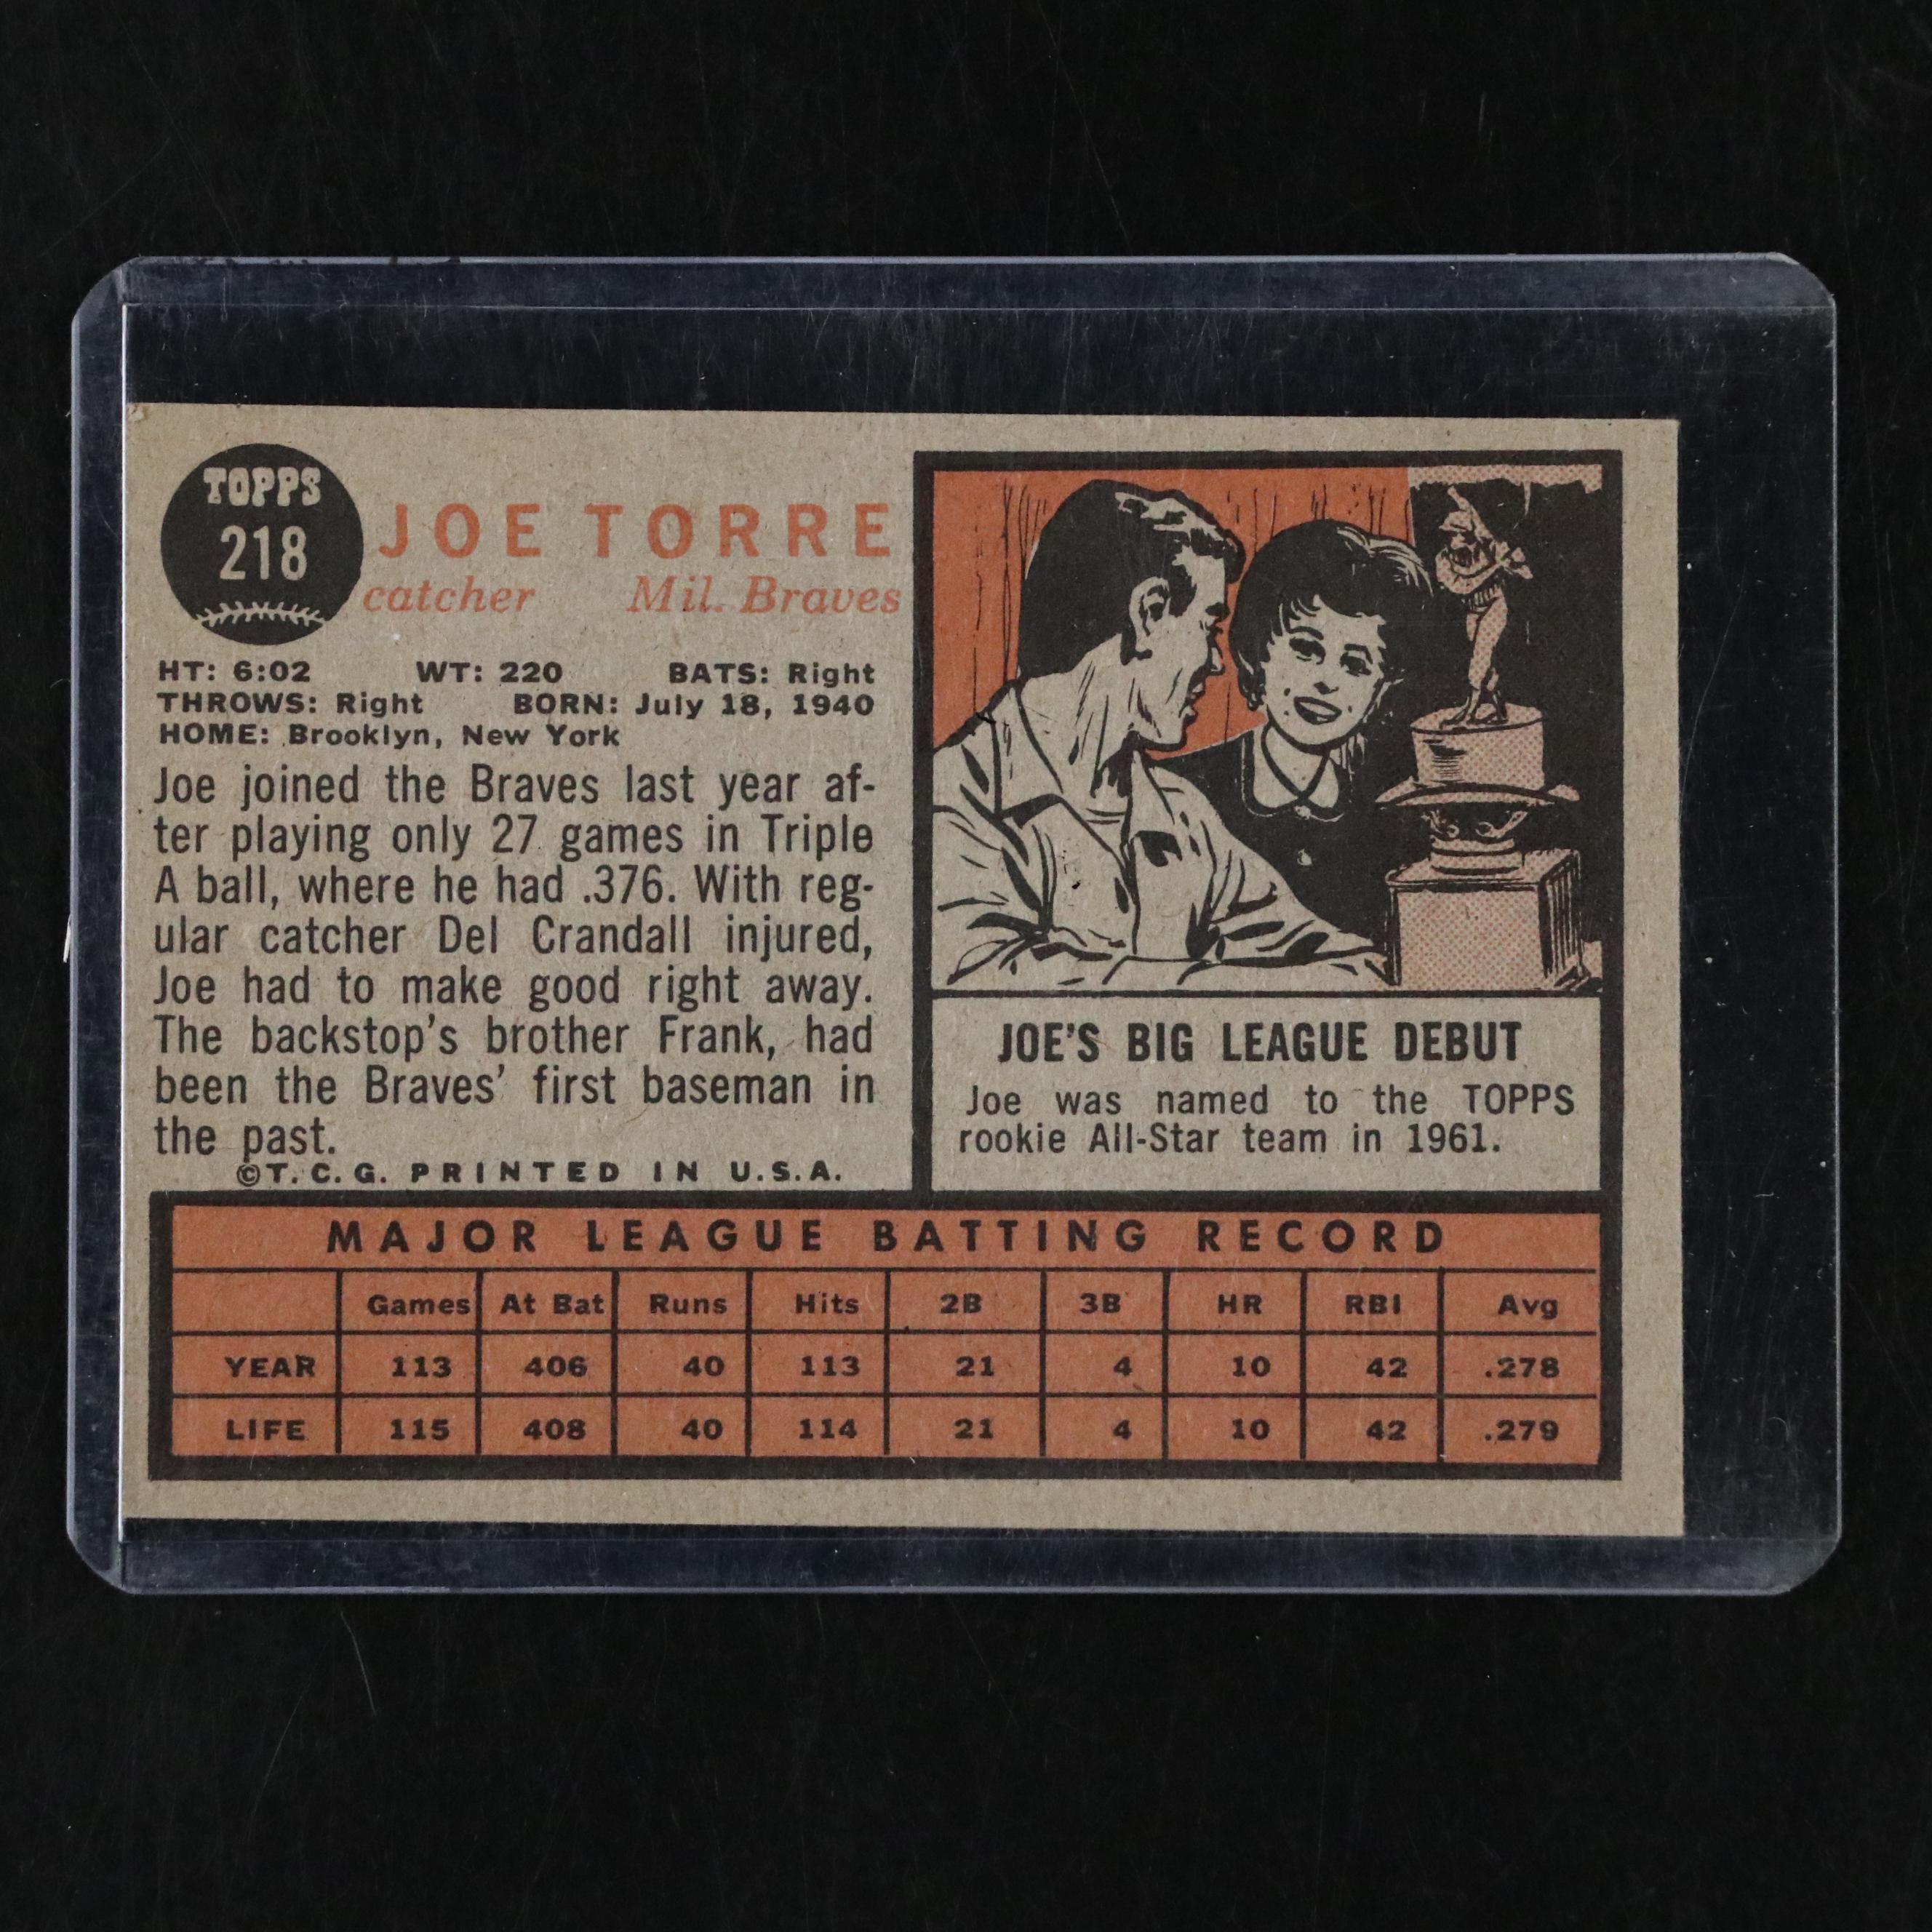 TOPPS
218
JOE TORRE
catcher Mil. Braves
HT: 6:02 WT: 220 BATS: Right
THROWS: Right BORN: July 18, 1940
HOME: Brooklyn, New York
Joe joined the Braves last year af-
ter playing only 27 games in Triple
A ball, where he had .376. With reg-
ular catcher Del Crandall injured,
Joe had to make good right away.
The backstop's brother Frank, had
been the Braves' first baseman in
the past.
©T.C.G. PRINTED IN U.S.A.
JOE'S BIG LEAGUE DEBUT
Joe was named to the TOPPS
rookie All-Star team in 1961.
MAJOR LEAGUE BATTING RECORD
Games At Bat Runs Hits 2B 3B HR RBI Avg
YEAR 113 406 40 113 21 4 10 42 .278
LIFE 115 408 40 114 21 4 10 42 .279